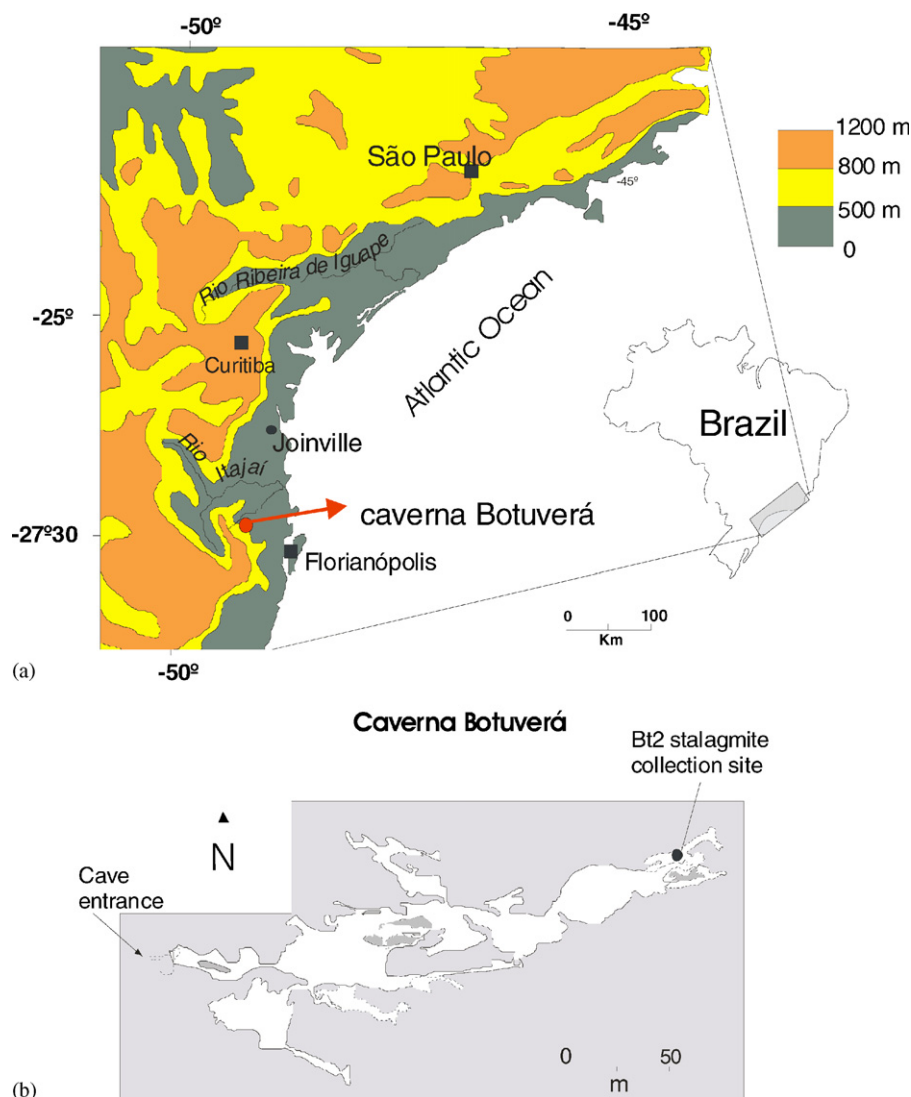 -50º
-45º
1200 m
800 m
500 m
0
São Paulo
-45º
Rio Ribeira de Iguape
-25º
Curitiba
Atlantic Ocean
Brazil
Rio Itajaí
Joinville
caverna Botuverá
-27º30
Florianópolis
0 100
Km
-50º
(a)
Caverna Botuverá
Bt2 stalagmite
collection site
N
Cave
entrance
0 50
m
(b)